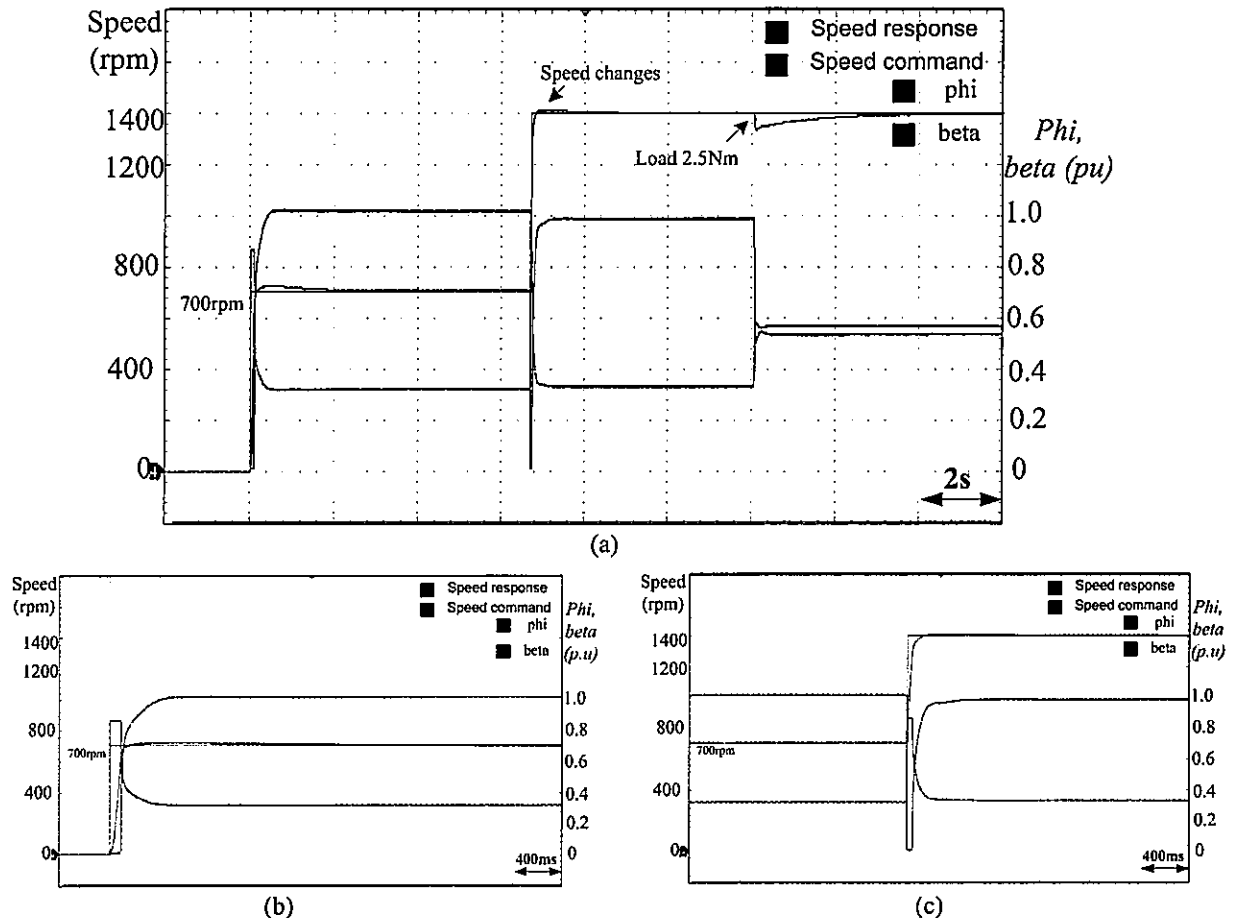 Speed
(rpm)
1400
1200
800
400
0
700rpm
Speed changes
Load 2.5Nm
Speed response
Speed command
phi
beta
Phi,
beta (pu)
1.0
0.8
0.6
0.4
0.2
0
2s
(a)
Speed
(rpm)
1400
1200
800
400
0
700rpm
Speed response
Speed command
phi
beta
Phi,
beta
(p.u)
1.0
0.8
0.6
0.4
0.2
0
400ms
(b)
Speed
(rpm)
1400
1200
800
400
0
700rpm
Speed response
Speed command
phi
beta
Phi,
beta
(p.u)
1.0
0.8
0.6
0.4
0.2
0
400ms
(c)